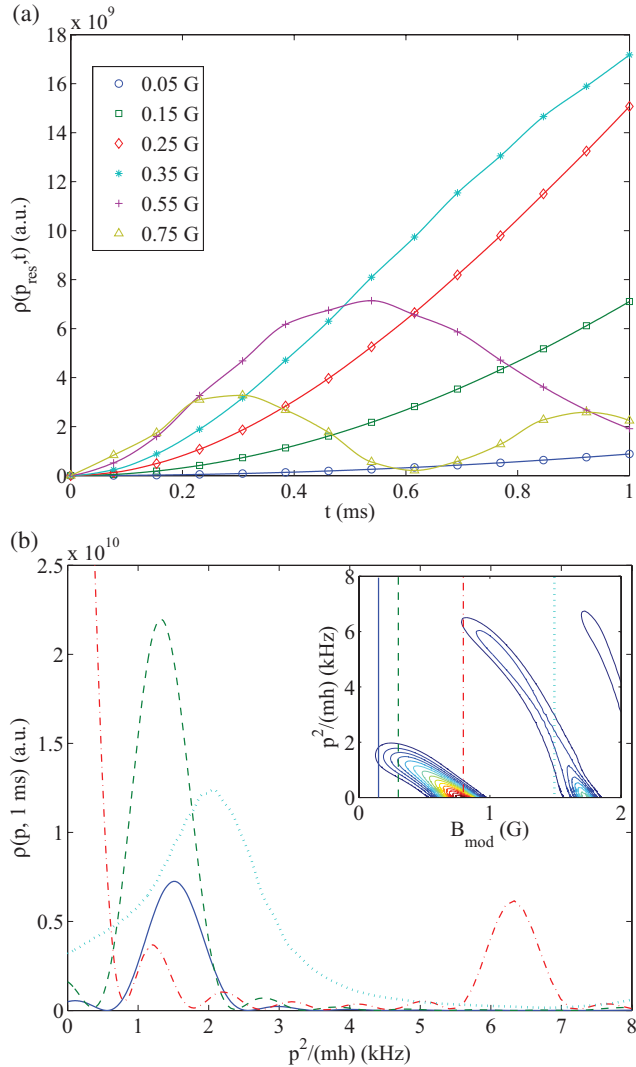 (a)
x 10^9
18
16
14
12
10
8
6
4
2
0
0.05 G
0.15 G
0.25 G
0.35 G
0.55 G
0.75 G
ρ(p_res,t) (a.u.)
0 0.2 0.4 0.6 0.8 1
t (ms)
(b)
x 10^10
2.5
2
1.5
1
0.5
0
ρ(p, 1 ms) (a.u.)
8
6
4
2
0
p^2/(mh) (kHz)
0 1 2
B_mod (G)
0 1 2 3 4 5 6 7 8
p^2/(mh) (kHz)